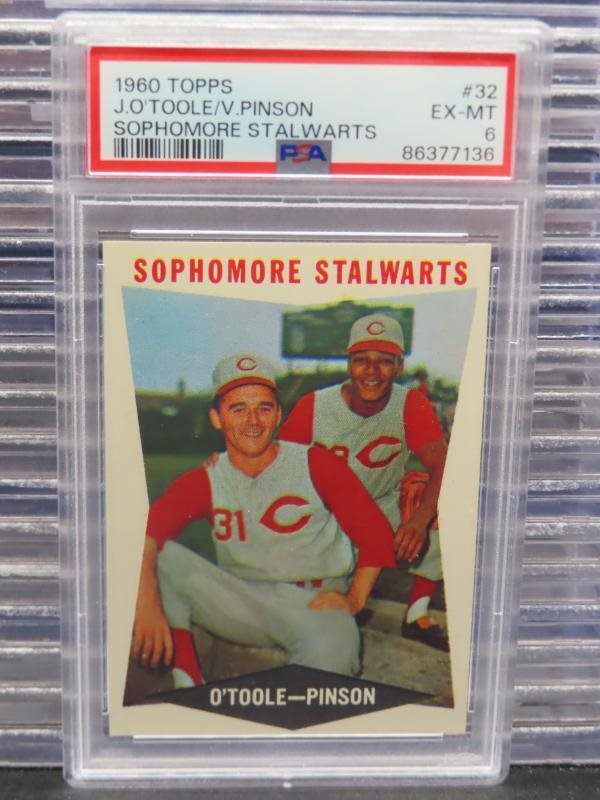 1960 TOPPS #32
J.O'TOOLE/V.PINSON EX-MT
SOPHOMORE STALWARTS 6
PSA 86377136
SOPHOMORE STALWARTS
C
C
31 C
C
O'TOOLE—PINSON